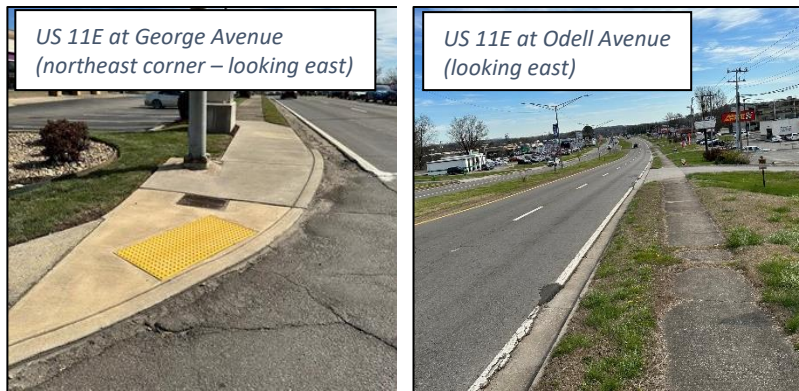 US 11E at George Avenue
(northeast corner – looking east)
US 11E at Odell Avenue
(looking east)